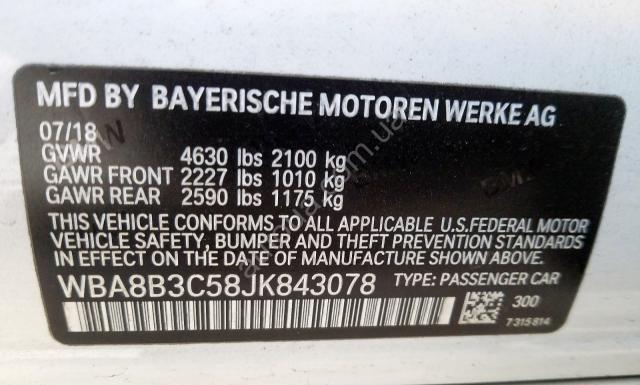 MFD BY BAYERISCHE MOTOREN WERKE AG
07/18
GVWR 4630 lbs 2100 kg
GAWR FRONT 2227 lbs 1010 kg
GAWR REAR 2590 lbs 1175 kg
THIS VEHICLE CONFORMS TO ALL APPLICABLE U.S.FEDERAL MOTOR
VEHICLE SAFETY, BUMPER, AND THEFT PREVENTION STANDARDS
IN EFFECT ON THE DATE OF MANUFACTURE SHOWN ABOVE.
WBA8B3C58JK843078 TYPE: PASSENGER CAR
300
7315814